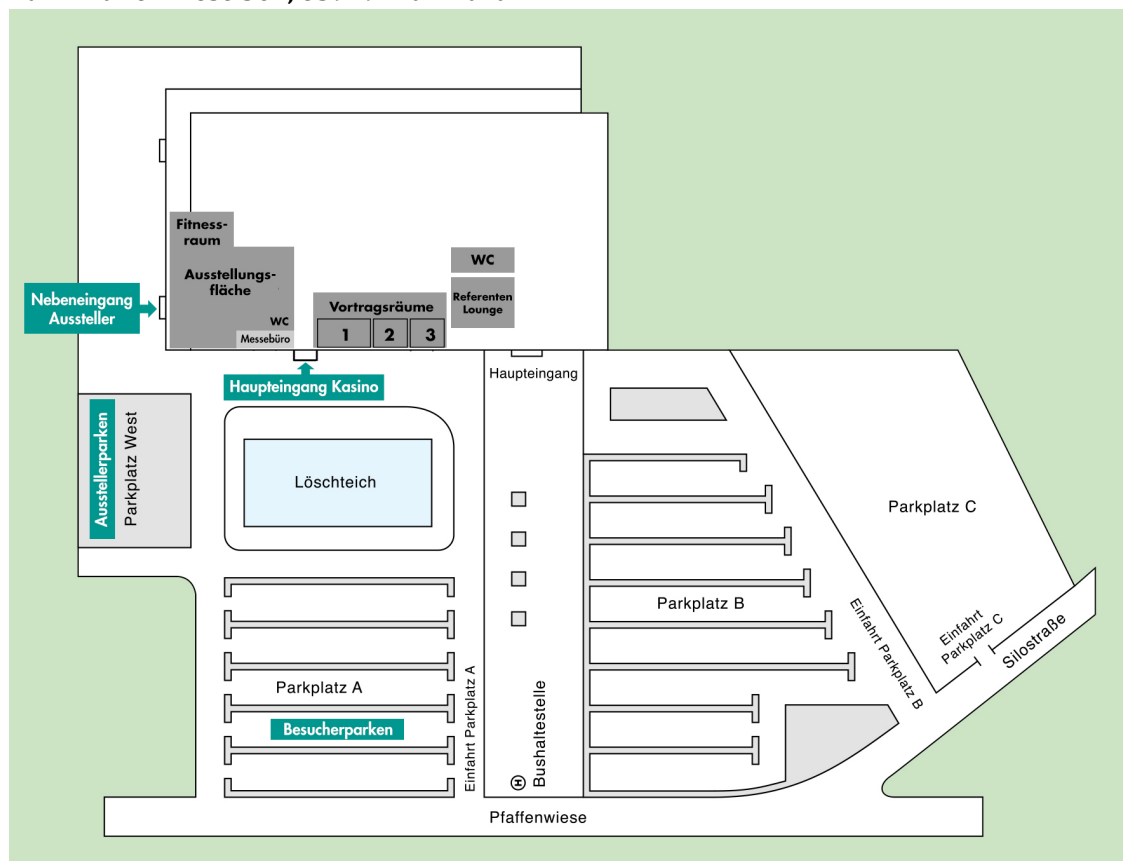 Fitness-
raum
Ausstellungs-
fläche
WC
Messebüro
Vortragsräume
1
2
3
WC
Referenten
Lounge
Nebeneingang
Aussteller
Haupteingang Kasino
Haupteingang
Ausstellerparken
Parkplatz West
Löschteich
Parkplatz C
Parkplatz B
Einfahrt
Parkplatz C
Silostraße
Einfahrt Parkplatz B
Parkplatz A
Besucherparken
Einfahrt Parkplatz A
H
Bushaltestelle
Pfaffenwiese